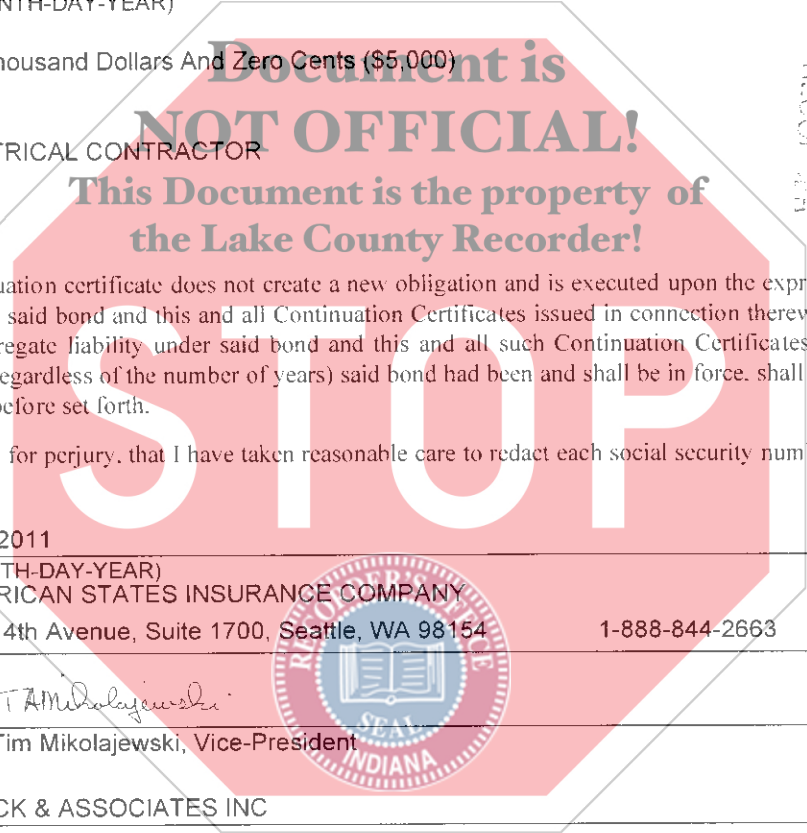 NTH-DAY-YEAR)
housand Dollars And Zero Cents ($5,000)
Document is
NOT OFFICIAL!
TRICAL CONTRACTOR
This Document is the property of
the Lake County Recorder!
uation certificate does not create a new obligation and is executed upon the expr
said bond and this and all Continuation Certificates issued in connection therew
regate liability under said bond and this and all such Continuation Certificates
egardless of the number of years) said bond had been and shall be in force. shall
before set forth.
for perjury. that I have taken reasonable care to redact each social security num
STOP
2011
TH-DAY-YEAR)
RICAN STATES INSURANCE COMPANY
4th Avenue, Suite 1700, Seattle, WA 98154 1-888-844-2663
RECORDER'S OFFICE
SEAL
INDIANA
TAMikolajewski
Tim Mikolajewski, Vice-President
CK & ASSOCIATES INC